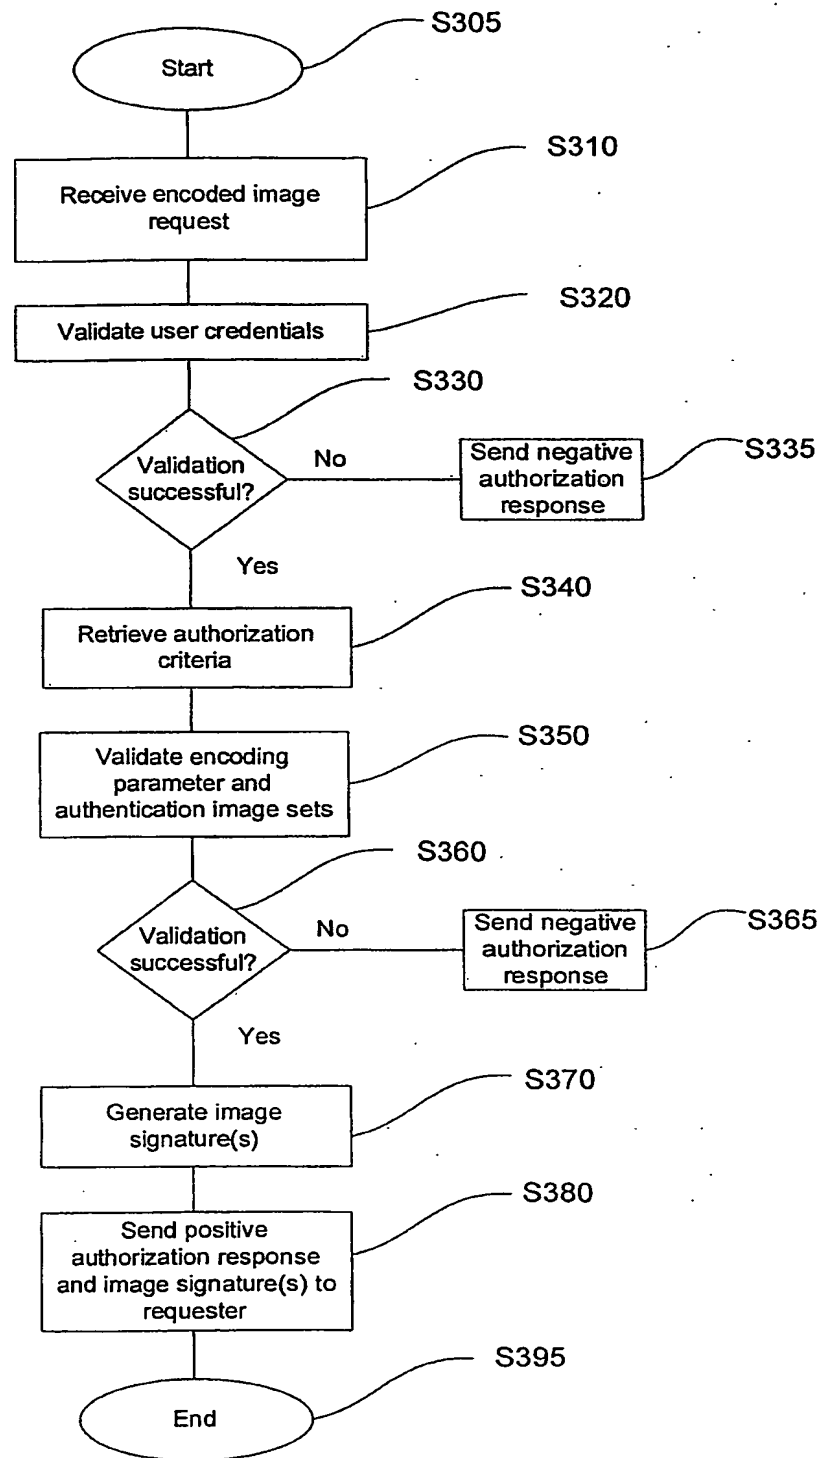 S305
Start
S310
Receive encoded image
request
S320
Validate user credentials
S330
Validation
successful?
No
Send negative
authorization
response
S335
Yes
S340
Retrieve authorization
criteria
S350
Validate encoding
parameter and
authentication image sets
S360
Validation
successful?
No
Send negative
authorization
response
S365
Yes
S370
Generate image
signature(s)
S380
Send positive
authorization response
and image signature(s) to
requester
S395
End